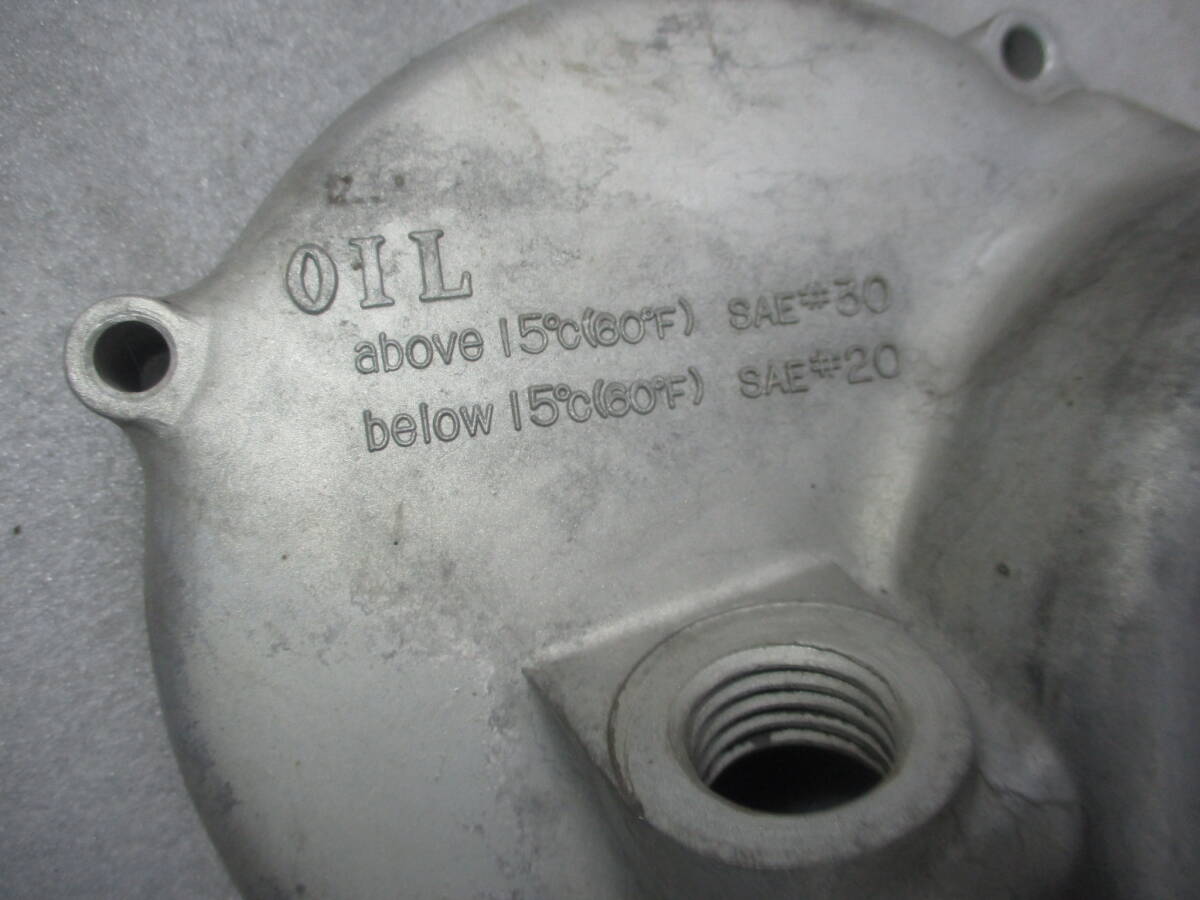 OIL
above 15°C(60°F) SAE#30
below 15°C(60°F) SAE#20